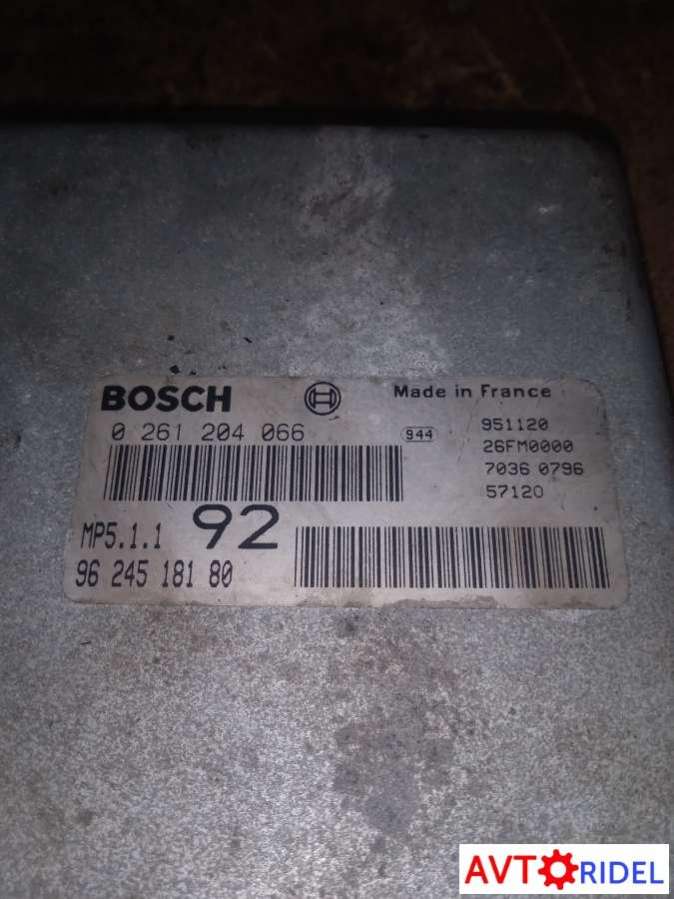 BOSCH
Made in France
0 261 204 066
944
951120
26FM0000
7036 0796
57120
MP5.1.1
92
96 245 181 80
AVTORIDEL